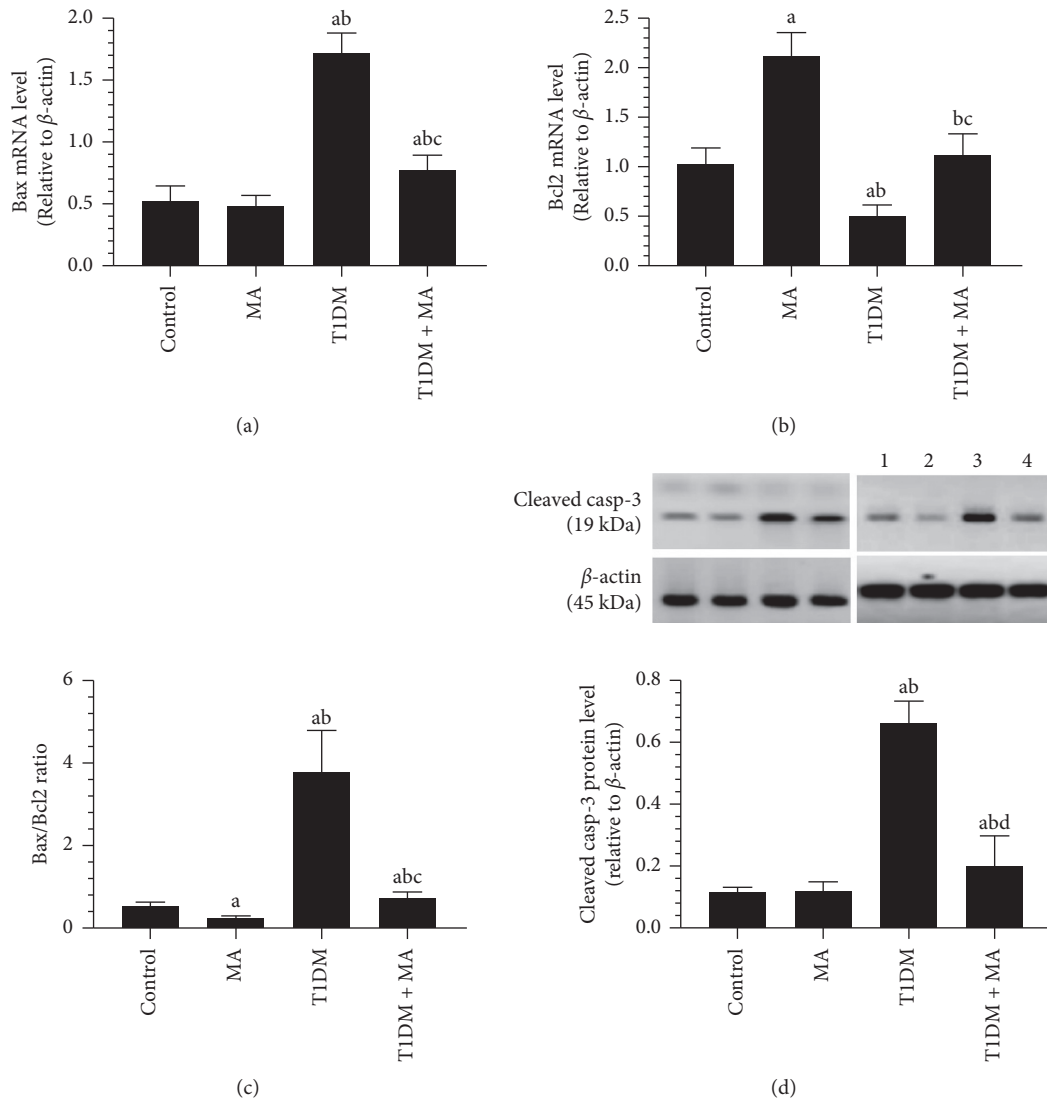 2.0
1.5
1.0
0.5
0.0
Bax mRNA level
(Relative to β-actin)
ab
abc
Control
MA
T1DM
T1DM + MA
(a)
2.5
2.0
1.5
1.0
0.5
0.0
Bcl2 mRNA level
(Relative to β-actin)
a
ab
bc
Control
MA
T1DM
T1DM + MA
(b)
6
4
2
0
Bax/Bcl2 ratio
a
ab
abc
Control
MA
T1DM
T1DM + MA
(c)
1 2 3 4
Cleaved casp-3
(19 kDa)
β-actin
(45 kDa)
0.8
0.6
0.4
0.2
0.0
Cleaved casp-3 protein level
(relative to β-actin)
ab
abd
Control
MA
T1DM
T1DM + MA
(d)